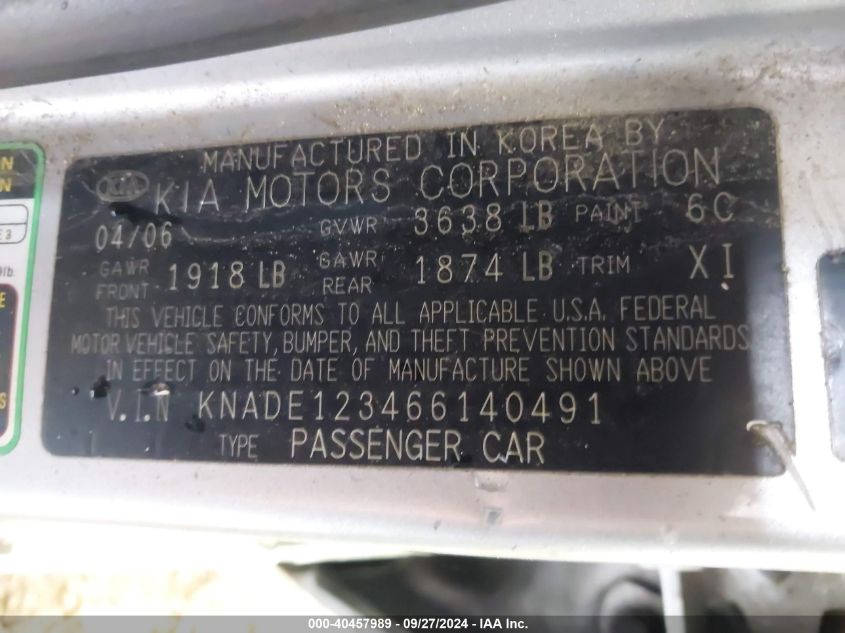 MANUFACTURED IN KOREA BY
KIA KIA MOTORS CORPORATION
04/06 GVWR 3638 LB PAINT 6C
GAWR FRONT 1918 LB GAWR REAR 1874 LB TRIM XI
THIS VEHICLE CONFORMS TO ALL APPLICABLE U.S.A. FEDERAL
MOTOR VEHICLE SAFETY, BUMPER, AND THEFT PREVENTION STANDARDS
IN EFFECT ON THE DATE OF MANUFACTURE SHOWN ABOVE
V.I.N KNADE123466140491
TYPE PASSENGER CAR
000-40457989 - 09/27/2024 - IAA Inc.